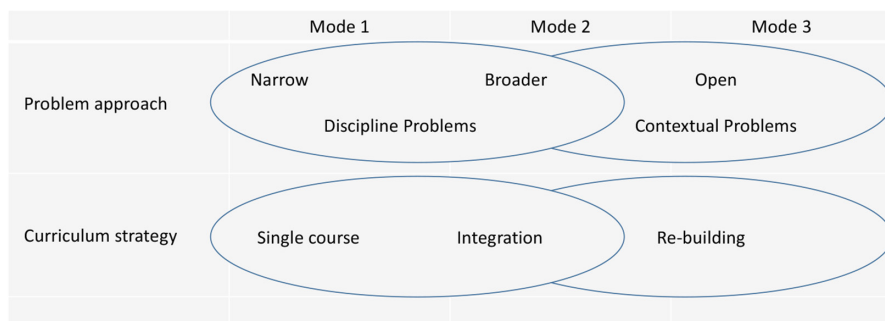 Mode 1 Mode 2 Mode 3
Narrow Broader Open
Problem approach
Discipline Problems Contextual Problems
Curriculum strategy Single course Integration Re-building